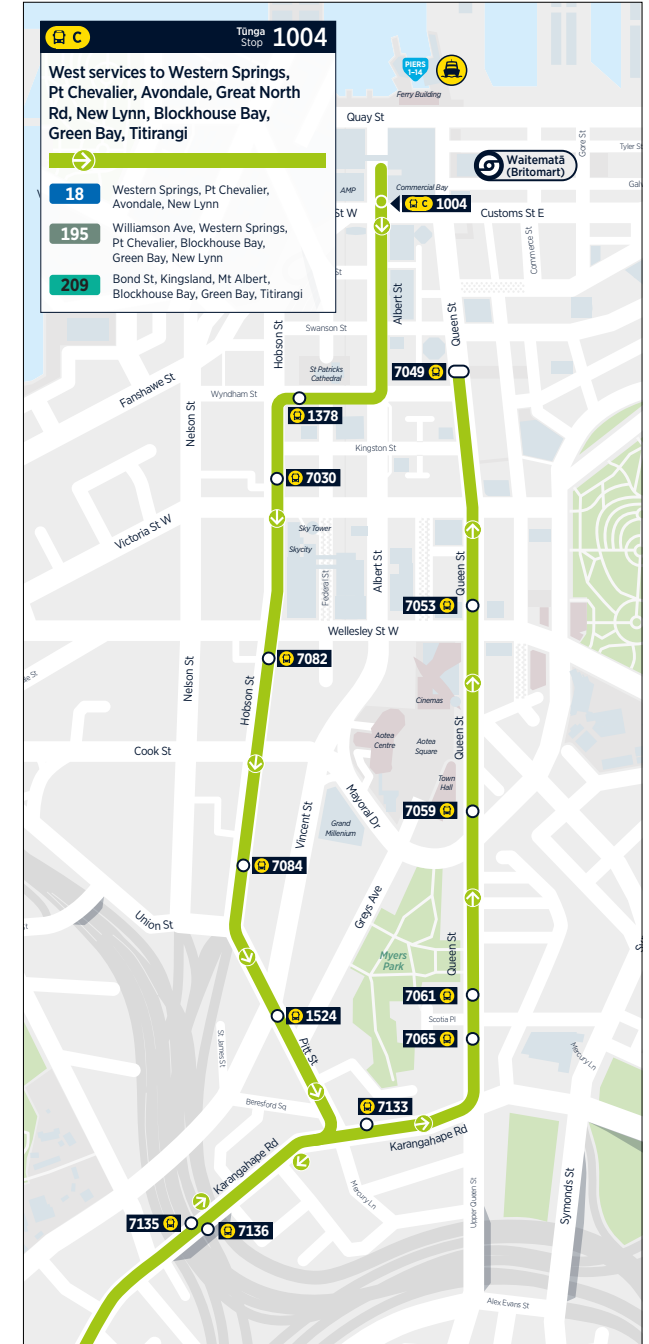 C
Tūnga
Stop 1004
West services to Western Springs,
Pt Chevalier, Avondale, Great North
Rd, New Lynn, Blockhouse Bay,
Green Bay, Titirangi
18
Western Springs, Pt Chevalier,
Avondale, New Lynn
195
Williamson Ave, Western Springs,
Pt Chevalier, Blockhouse Bay,
Green Bay, New Lynn
209
Bond St, Kingsland, Mt Albert,
Blockhouse Bay, Green Bay, Titirangi
PIERS
1–14
Ferry Building
Quay St
Gore St
Tyler St
Waitematā
(Britomart)
AMP
Commercial Bay
C 1004
St W
Customs St E
Commerce St
St
Albert St
Queen St
Hobson St
Swanson St
St Patricks
Cathedral
7049
Fanshawe St
Wyndham St
Nelson St
1378
Kingston St
7030
Victoria St W
Sky Tower
Skycity
Federal St
Albert St
Queen St
7053
Wellesley St W
7082
Nelson St
Hobson St
Cinemas
Cook St
Aotea
Centre
Aotea
Square
Queen St
Town
Hall
Mayoral Dr
Vincent St
Grand
Millenium
7059
7084
Greys Ave
Union St
Myers
Park
Queen St
7061
1524
Scotia Pl
7065
St. James St
Pitt St
Mercury Ln
Beresford Sq
7133
Karangahape Rd
Karangahape Rd
Mercury Ln
Upper Queen St
Symonds St
7135
7136
Alex Evans St